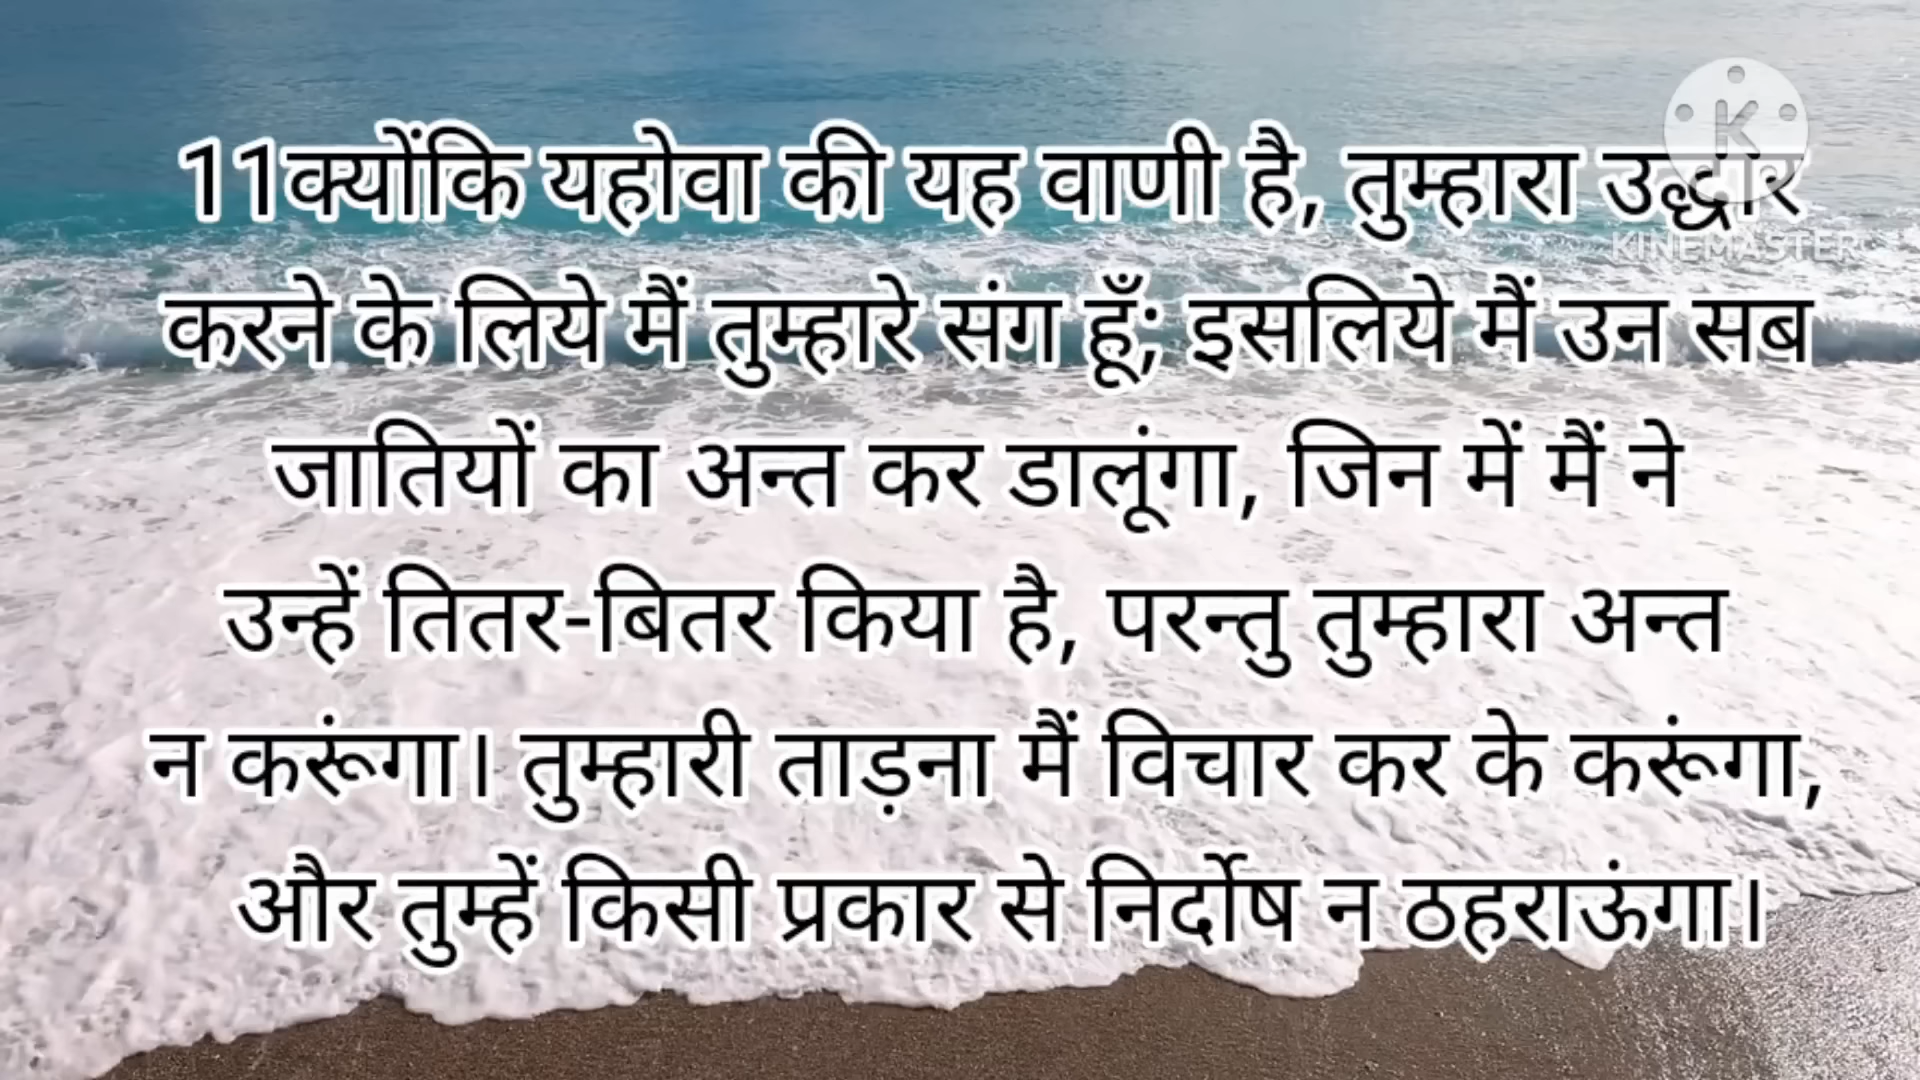 11क्योंकि यहोवा की यह वाणी है, तुम्हारा उद्धार
करने के लिये मैं तुम्हारे संग हूँ; इसलिये मैं उन सब
जातियों का अन्त कर डालूंगा, जिन में मैं ने
उन्हें तितर-बितर किया है, परन्तु तुम्हारा अन्त
न करूंगा। तुम्हारी ताड़ना मैं विचार कर के करूंगा,
और तुम्हें किसी प्रकार से निर्दोष न ठहराऊंगा।
K
KINEMASTER